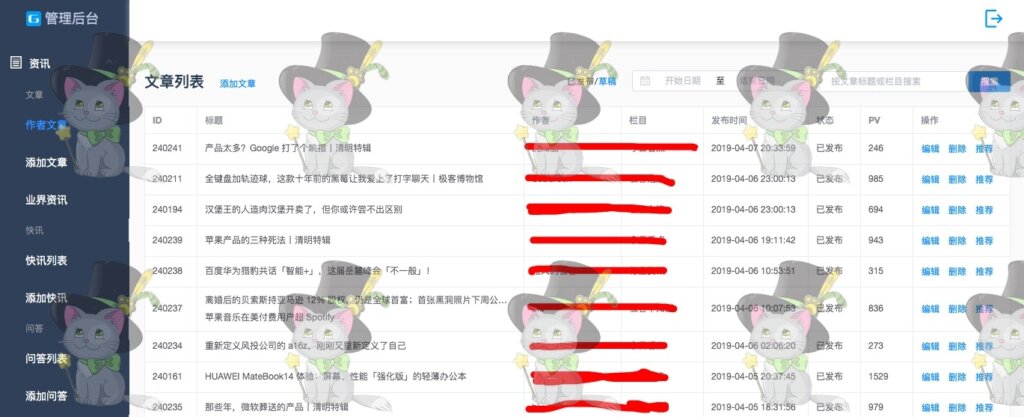 管理后台
资讯
文章
作者文章
添加文章
业界资讯
快讯
快讯列表
添加快讯
问答
问答列表
添加问答
文章列表 添加文章 已发布/草稿 开始日期 至 结束日期 按文章标题或栏目搜索 搜索
ID 标题 作者 栏目 发布时间 状态 PV 操作
240241 产品太多？Google 打了个响指丨清明特辑 2019-04-07 20:33:59 已发布 246 编辑 删除 推荐
240211 全键盘加轨迹球，这款十年前的黑莓让我爱上了打字聊天丨极客博物馆 2019-04-06 23:00:13 已发布 985 编辑 删除 推荐
240194 汉堡王的人造肉汉堡开卖了，但你或许尝不出区别 2019-04-06 23:00:13 已发布 694 编辑 删除 推荐
240239 苹果产品的三种死法丨清明特辑 2019-04-06 19:11:42 已发布 943 编辑 删除 推荐
240238 百度华为猎豹共话「智能+」，这届岳麓峰会「不一般」！ 2019-04-06 10:53:51 已发布 315 编辑 删除 推荐
240237 离婚后的贝索斯持亚马逊 12% 股权，仍是全球首富；首张黑洞照片下周公... 2019-04-06 10:07:53 已发布 836 编辑 删除 推荐
苹果音乐在美付费用户超 Spotify
240234 重新定义风投公司的 a16z，刚刚又重新定义了自己 2019-04-06 02:06:20 已发布 273 编辑 删除 推荐
240161 HUAWEI MateBook14 体验：屏幕、性能「强化版」的轻薄办公本 2019-04-05 20:37:45 已发布 1529 编辑 删除 推荐
240235 那些年，微软葬送的产品丨清明特辑 2019-04-05 18:31:56 已发布 979 编辑 删除 推荐